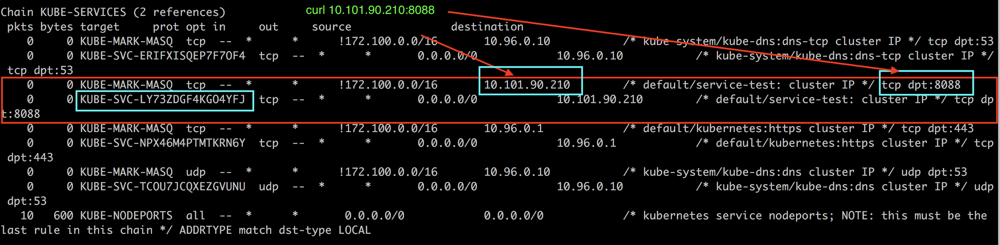 Chain KUBE-SERVICES (2 references)
curl 10.101.90.210:8088
 pkts bytes target     prot opt in     out     source               destination
    0     0 KUBE-MARK-MASQ  tcp  --  *      *      !172.100.0.0/16       10.96.0.10           /* kube system/kube-dns:dns-tcp cluster IP */ tcp dpt:53
    0     0 KUBE-SVC-ERIFXISQEP7F7OF4  tcp  --  *      *       0.0.0.0/0            10.96.0.10           /* kube-system/kube-dns:dns-tcp cluster IP */
 tcp dpt:53
    0     0 KUBE-MARK-MASQ  tcp  --  *      *      !172.100.0.0/16       10.101.90.210        /* default/service-test: cluster IP */ tcp dpt:8088
    0     0 KUBE-SVC-LY73ZDGF4KGO4YFJ  tcp  --  *      *       0.0.0.0/0            10.101.90.210        /* default/service-test: cluster IP */ tcp dp
t:8088
    0     0 KUBE-MARK-MASQ  tcp  --  *      *      !172.100.0.0/16       10.96.0.1            /* default/kubernetes:https cluster IP */ tcp dpt:443
    0     0 KUBE-SVC-NPX46M4PTMTKRN6Y  tcp  --  *      *       0.0.0.0/0            10.96.0.1            /* default/kubernetes:https cluster IP */ tcp
 dpt:443
    0     0 KUBE-MARK-MASQ  udp  --  *      *      !172.100.0.0/16       10.96.0.10           /* kube-system/kube-dns:dns cluster IP */ udp dpt:53
    0     0 KUBE-SVC-TCOU7JCQXEZGVUNU  udp  --  *      *       0.0.0.0/0            10.96.0.10           /* kube-system/kube-dns:dns cluster IP */ udp
 dpt:53
   10   600 KUBE-NODEPORTS  all  --  *      *       0.0.0.0/0            0.0.0.0/0            /* kubernetes service nodeports; NOTE: this must be the
last rule in this chain */ ADDRTYPE match dst-type LOCAL